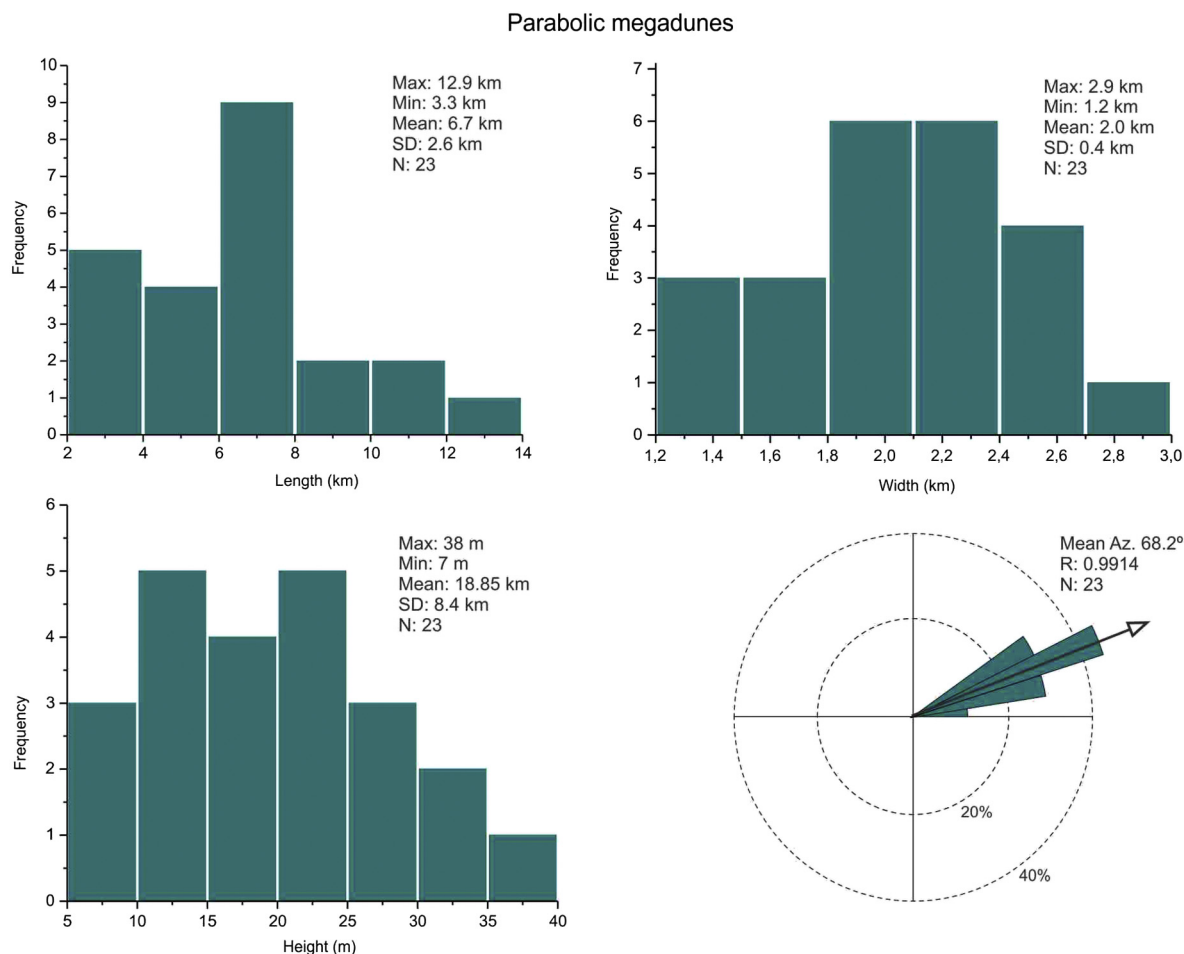 Parabolic megadunes
10
9
8
7
6
5
4
3
2
1
0
Frequency
Max: 12.9 km
Min: 3.3 km
Mean: 6.7 km
SD: 2.6 km
N: 23
2 4 6 8 10 12 14
Length (km)
7
6
5
4
3
2
1
0
Frequency
Max: 2.9 km
Min: 1.2 km
Mean: 2.0 km
SD: 0.4 km
N: 23
1,2 1,4 1,6 1,8 2,0 2,2 2,4 2,6 2,8 3,0
Width (km)
6
5
4
3
2
1
0
Frequency
Max: 38 m
Min: 7 m
Mean: 18.85 km
SD: 8.4 km
N: 23
5 10 15 20 25 30 35 40
Height (m)
Mean Az. 68.2º
R: 0.9914
N: 23
20%
40%